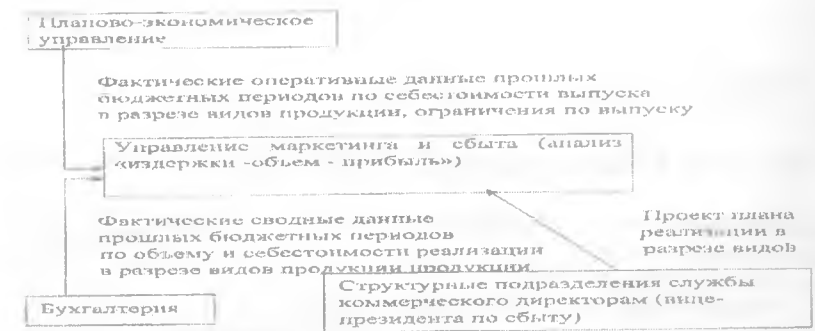 Планово-экономическое
управление
Фактические оперативные данные прошлых
бюджетных периодов по себестоимости выпуска
в разрезе видов продукции, ограничения по выпуску
Управление маркетинга и сбыта (анализ
«издержки -объем - прибыль»)
Фактические сводные данные
прошлых бюджетных периодов
по объему и себестоимости реализации
в разрезе видов продукции продукции
Проект плана
реализации в
разрезе видов
Структурные подразделения службы
коммерческого директорам (вице-
президента по сбыту)
Бухгалтерия